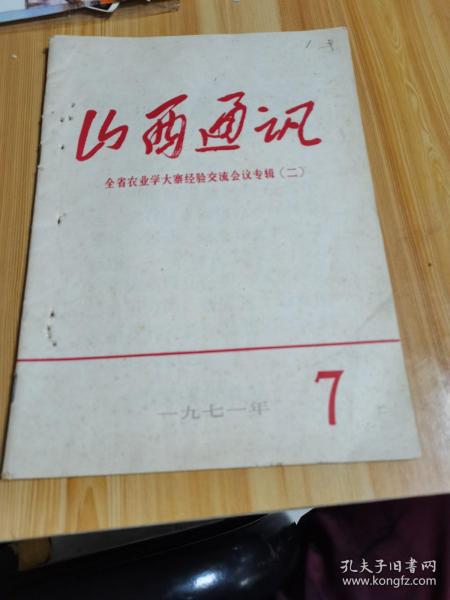 山西通讯
全省农业学大寨经验交流会议专辑（二）
7
一九七一年
孔夫子旧书网
www.kongfz.com